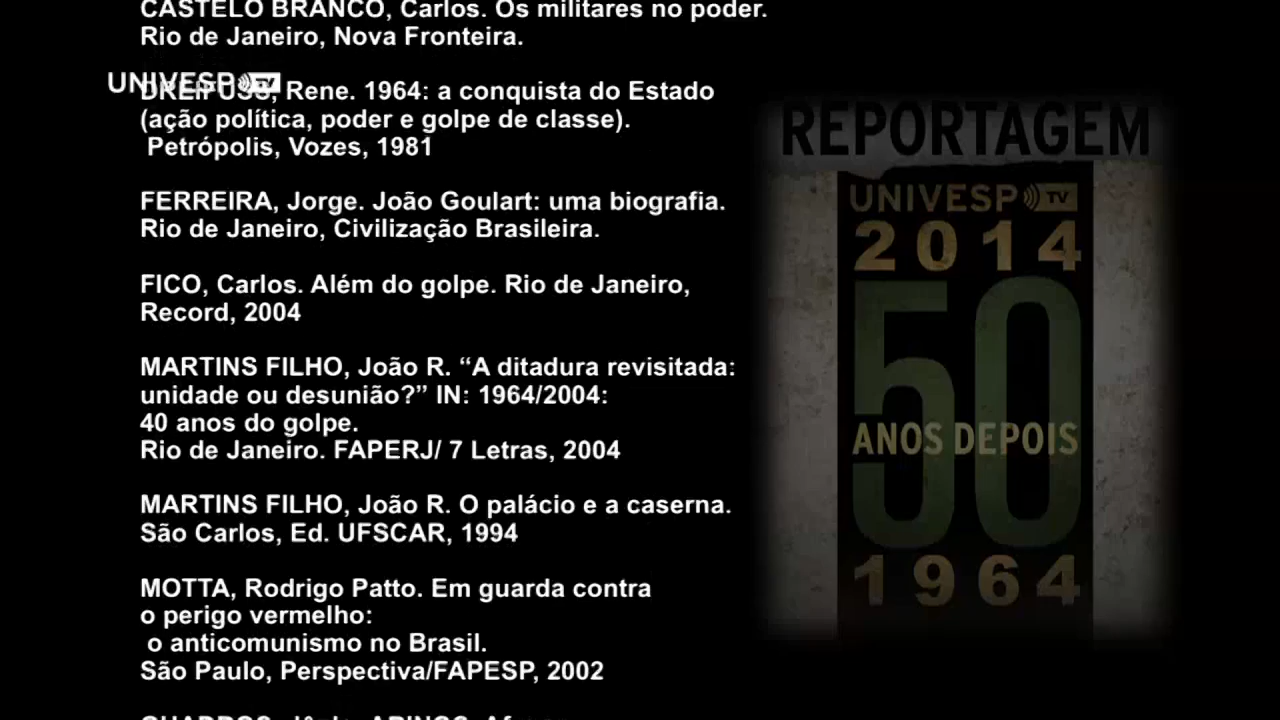 CASTELO BRANCO, Carlos. Os militares no poder.
Rio de Janeiro, Nova Fronteira.
UNIVESP TV
DREIFUSS, Rene. 1964: a conquista do Estado
(ação política, poder e golpe de classe).
Petrópolis, Vozes, 1981
FERREIRA, Jorge. João Goulart: uma biografia.
Rio de Janeiro, Civilização Brasileira.
FICO, Carlos. Além do golpe. Rio de Janeiro,
Record, 2004
MARTINS FILHO, João R. “A ditadura revisitada:
unidade ou desunião?” IN: 1964/2004:
40 anos do golpe.
Rio de Janeiro. FAPERJ/ 7 Letras, 2004
MARTINS FILHO, João R. O palácio e a caserna.
São Carlos, Ed. UFSCAR, 1994
MOTTA, Rodrigo Patto. Em guarda contra
o perigo vermelho:
o anticomunismo no Brasil.
São Paulo, Perspectiva/FAPESP, 2002
REPORTAGEM
UNIVESP TV
2014
50
ANOS DEPOIS
1964